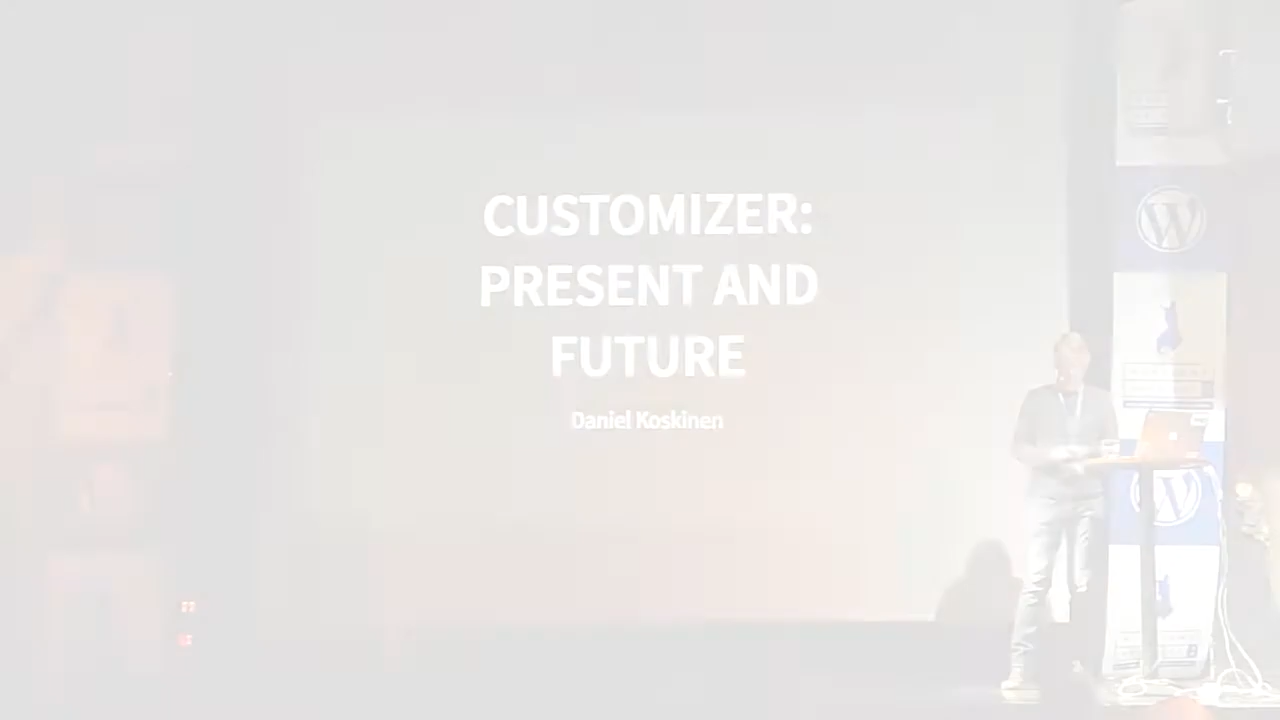 CUSTOMIZER:
PRESENT AND
FUTURE
Daniel Koskinen